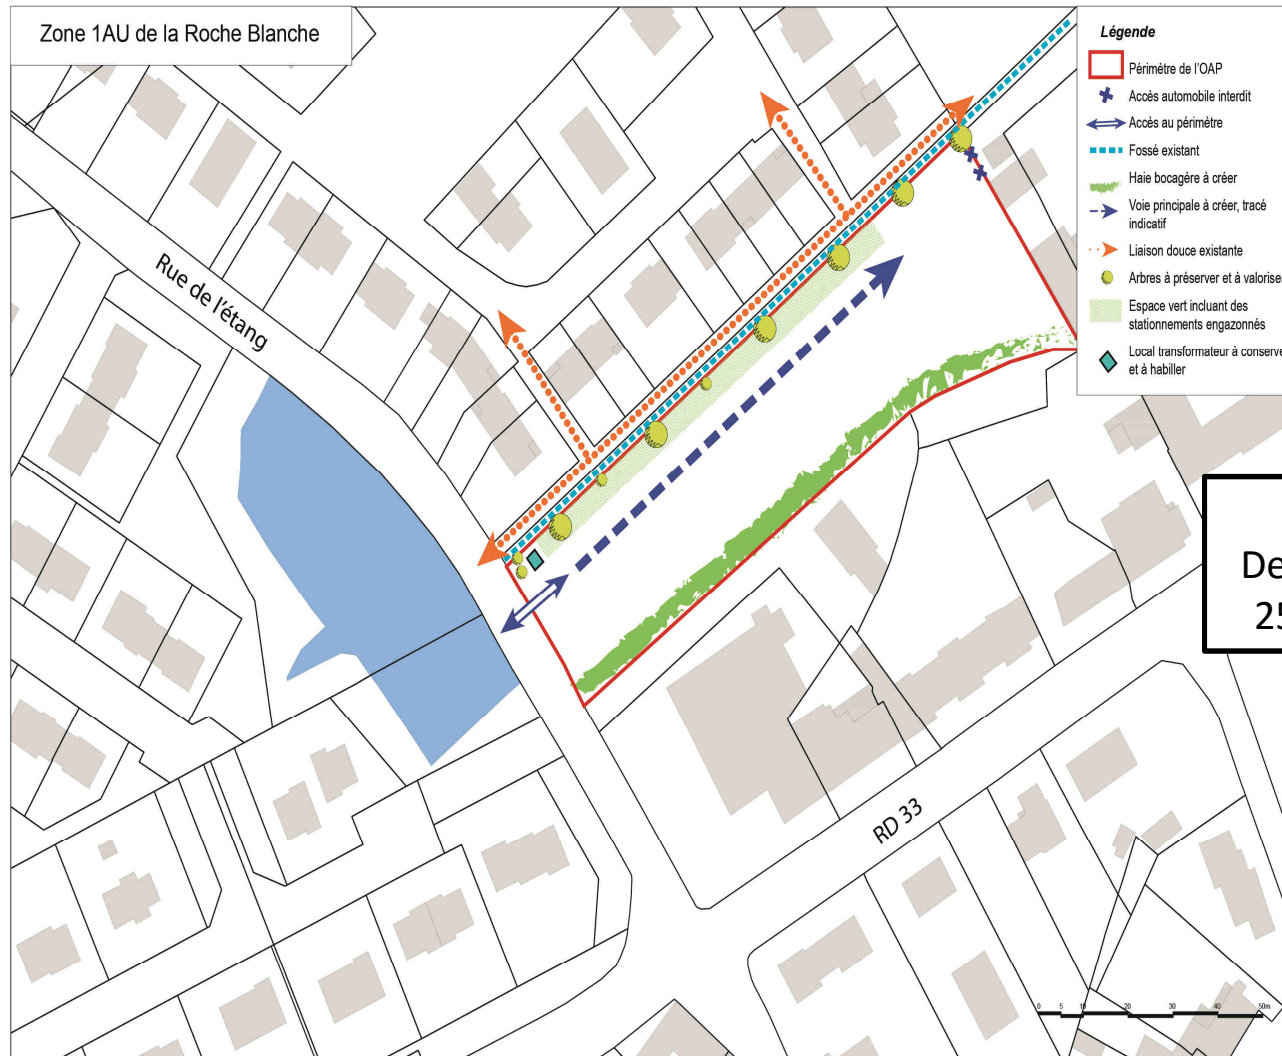 Zone 1AU de la Roche Blanche
Légende
Périmètre de l'OAP
Accès automobile interdit
Accès au périmètre
Fossé existant
Haie bocagère à créer
Voie principale à créer, tracé
indicatif
Liaison douce existante
Arbres à préserver et à valorise
Espace vert incluant des
stationnements engazonnés
Local transformateur à conserve
et à habiller
Rue de l'étang
De
25
RD 33
0 5 10 20 30 40 50m